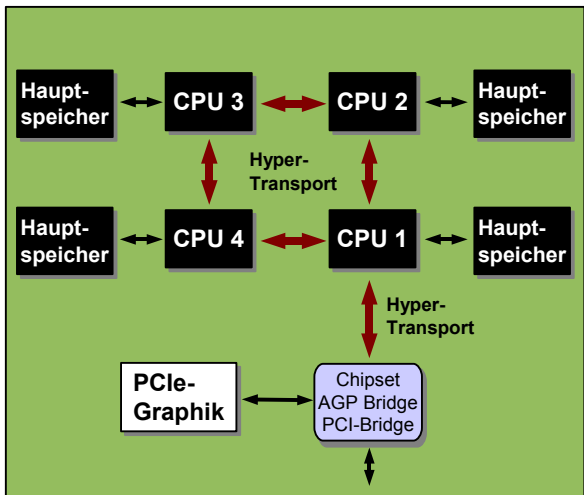 Haupt-
speicher
CPU 3
CPU 2
Haupt-
speicher
Hyper-
Transport
Haupt-
speicher
CPU 4
CPU 1
Haupt-
speicher
Hyper-
Transport
PCIe-
Graphik
Chipset
AGP Bridge
PCI-Bridge